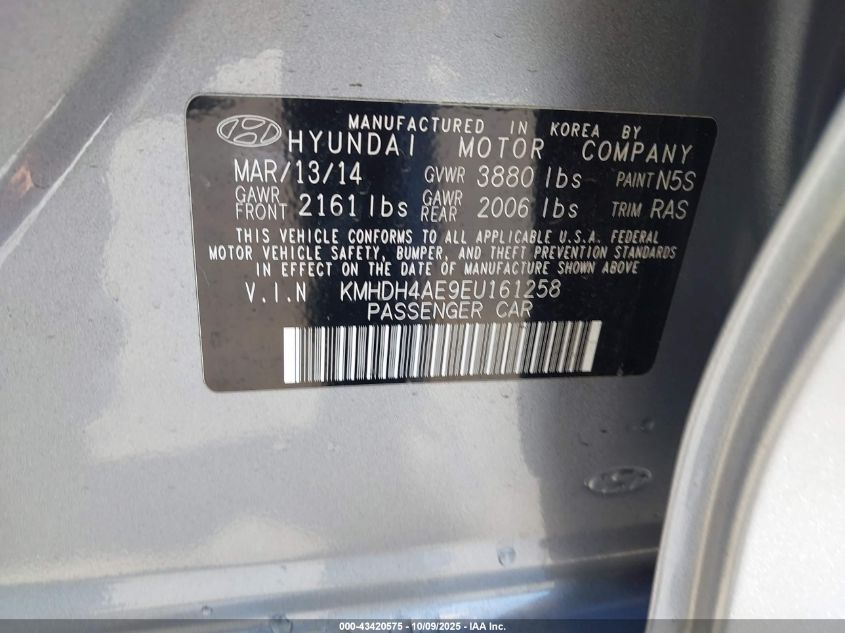 MANUFACTURED IN KOREA BY
HYUNDAI MOTOR COMPANY
MAR/13/14 GVWR 3880 lbs PAINT N5S
GAWR FRONT 2161 lbs GAWR REAR 2006 lbs TRIM RAS
THIS VEHICLE CONFORMS TO ALL APPLICABLE U.S.A. FEDERAL
MOTOR VEHICLE SAFETY, BUMPER, AND THEFT PREVENTION STANDARDS
IN EFFECT ON THE DATE OF MANUFACTURE SHOWN ABOVE
V.I.N KMHDH4AE9EU161258
PASSENGER CAR
000-43420575 - 10/09/2025 - IAA Inc.